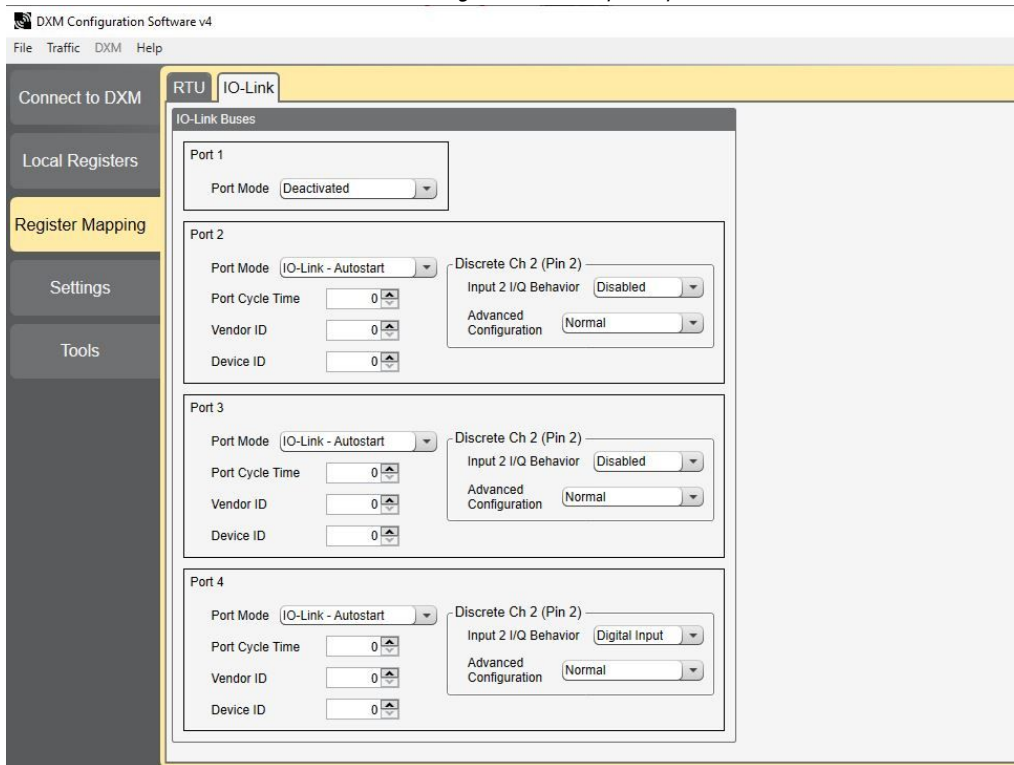 DXM Configuration Software v4
File Traffic DXM Help
Connect to DXM
Local Registers
Register Mapping
Settings
Tools
RTU IO-Link
IO-Link Buses
Port 1
Port Mode Deactivated
Port 2
Port Mode IO-Link - Autostart
Port Cycle Time 0
Vendor ID 0
Device ID 0
Discrete Ch 2 (Pin 2)
Input 2 I/Q Behavior Disabled
Advanced
Configuration Normal
Port 3
Port Mode IO-Link - Autostart
Port Cycle Time 0
Vendor ID 0
Device ID 0
Discrete Ch 2 (Pin 2)
Input 2 I/Q Behavior Disabled
Advanced
Configuration Normal
Port 4
Port Mode IO-Link - Autostart
Port Cycle Time 0
Vendor ID 0
Device ID 0
Discrete Ch 2 (Pin 2)
Input 2 I/Q Behavior Digital Input
Advanced
Configuration Normal